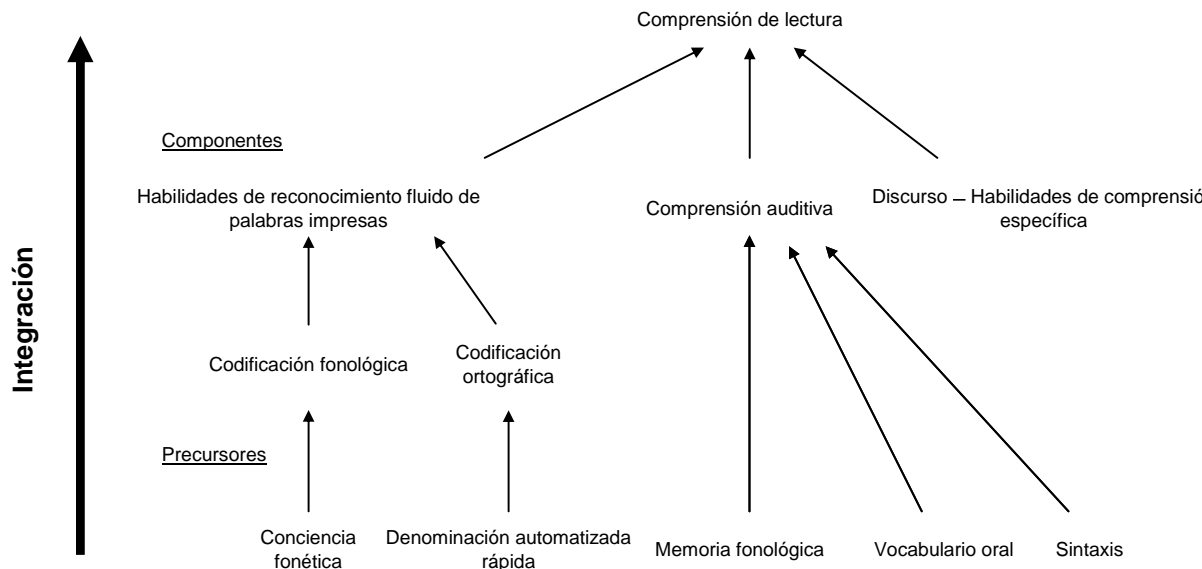 Comprensión de lectura
Componentes
Habilidades de reconocimiento fluido de
palabras impresas
Comprensión auditiva
Discurso – Habilidades de comprensió
específica
Integración
Codificación fonológica
Codificación
ortográfica
Precursores
Conciencia
fonética
Denominación automatizada
rápida
Memoria fonológica
Vocabulario oral
Sintaxis